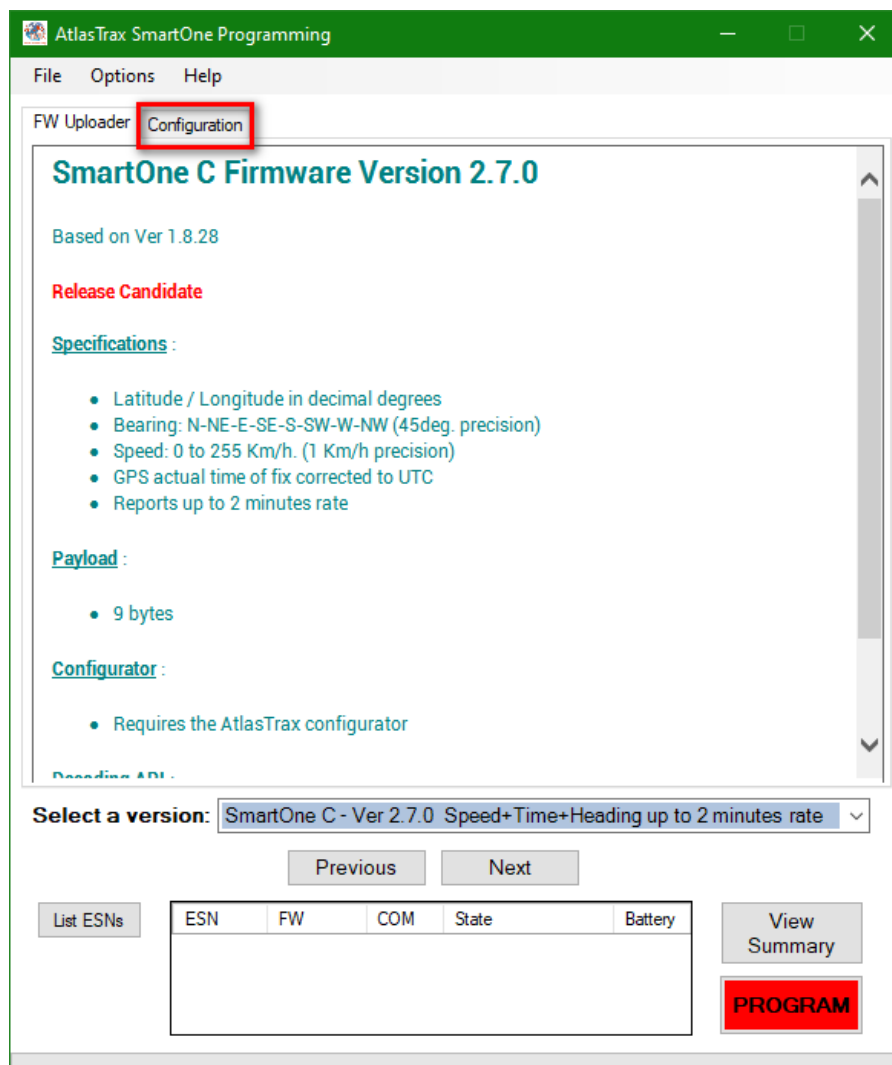 AtlasTrax SmartOne Programming
File Options Help
FW Uploader Configuration
SmartOne C Firmware Version 2.7.0
Based on Ver 1.8.28
Release Candidate
Specifications :
• Latitude / Longitude in decimal degrees
• Bearing: N-NE-E-SE-S-SW-W-NW (45deg. precision)
• Speed: 0 to 255 Km/h. (1 Km/h precision)
• GPS actual time of fix corrected to UTC
• Reports up to 2 minutes rate
Payload :
• 9 bytes
Configurator :
• Requires the AtlasTrax configurator
Decoding API :
Select a version: SmartOne C - Ver 2.7.0 Speed+Time+Heading up to 2 minutes rate
Previous Next
List ESNs
ESN FW COM State Battery
View
Summary
PROGRAM